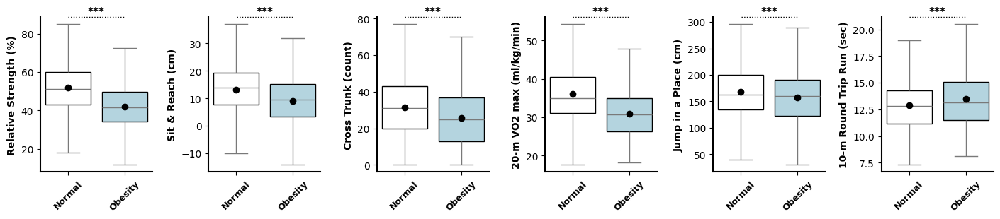 ***
Relative Strength (%)
80
60
40
20
Normal
Obesity
***
Sit & Reach (cm)
30
20
10
0
−10
Normal
Obesity
***
Cross Trunk (count)
80
60
40
20
0
Normal
Obesity
***
20-m VO2 max (ml/kg/min)
50
40
30
20
Normal
Obesity
***
Jump in a Place (cm)
300
250
200
150
100
50
Normal
Obesity
***
10-m Round Trip Run (sec)
20.0
17.5
15.0
12.5
10.0
7.5
Normal
Obesity